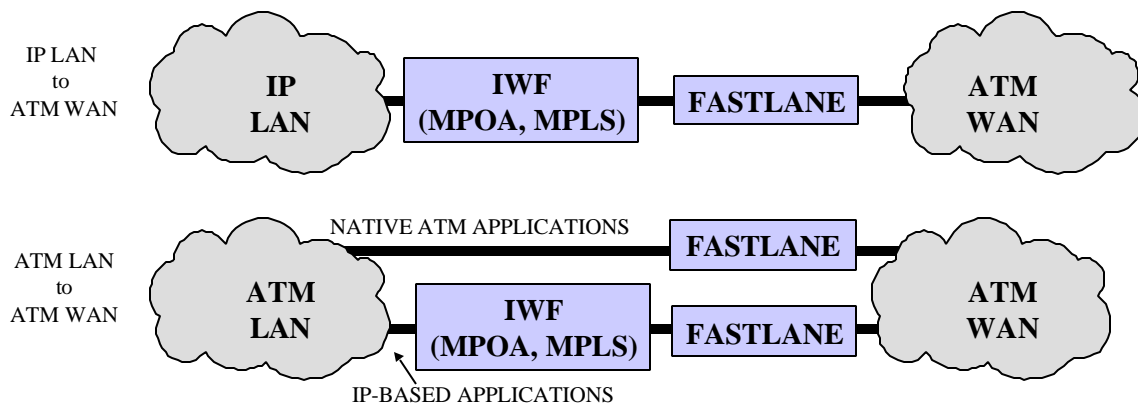 IP LAN
to
ATM WAN
IP
LAN
IWF
(MPOA, MPLS)
FASTLANE
ATM
WAN
ATM LAN
to
ATM WAN
NATIVE ATM APPLICATIONS
FASTLANE
ATM
LAN
IWF
(MPOA, MPLS)
FASTLANE
ATM
WAN
IP-BASED APPLICATIONS